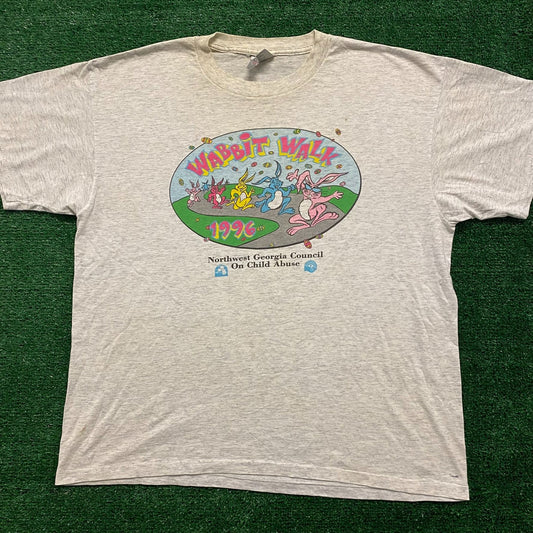 WABBIT WALK
1996
Northwest Georgia Council
On Child Abuse